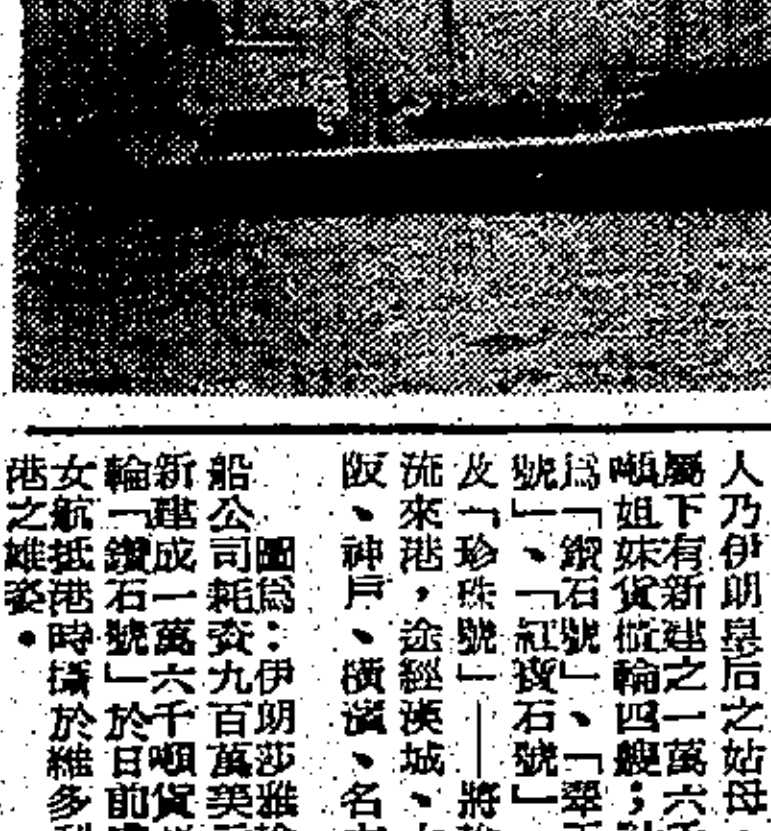 人乃伊朗皇后之姑母
屬下有新建之一萬六
噸姐妹貨櫃輪四艘；
爲「鑽石號」、「翠
號」、「紅寶石號」
及「珍珠號」——將
流來港，途經漢城、
阪、神戶、橫濱、名
圖爲：伊朗莎雅
船公司耗資九百萬美
新建成一萬六千噸貨
輪「鑽石號」於日前
女航抵港時攝於維多
港之雄姿。